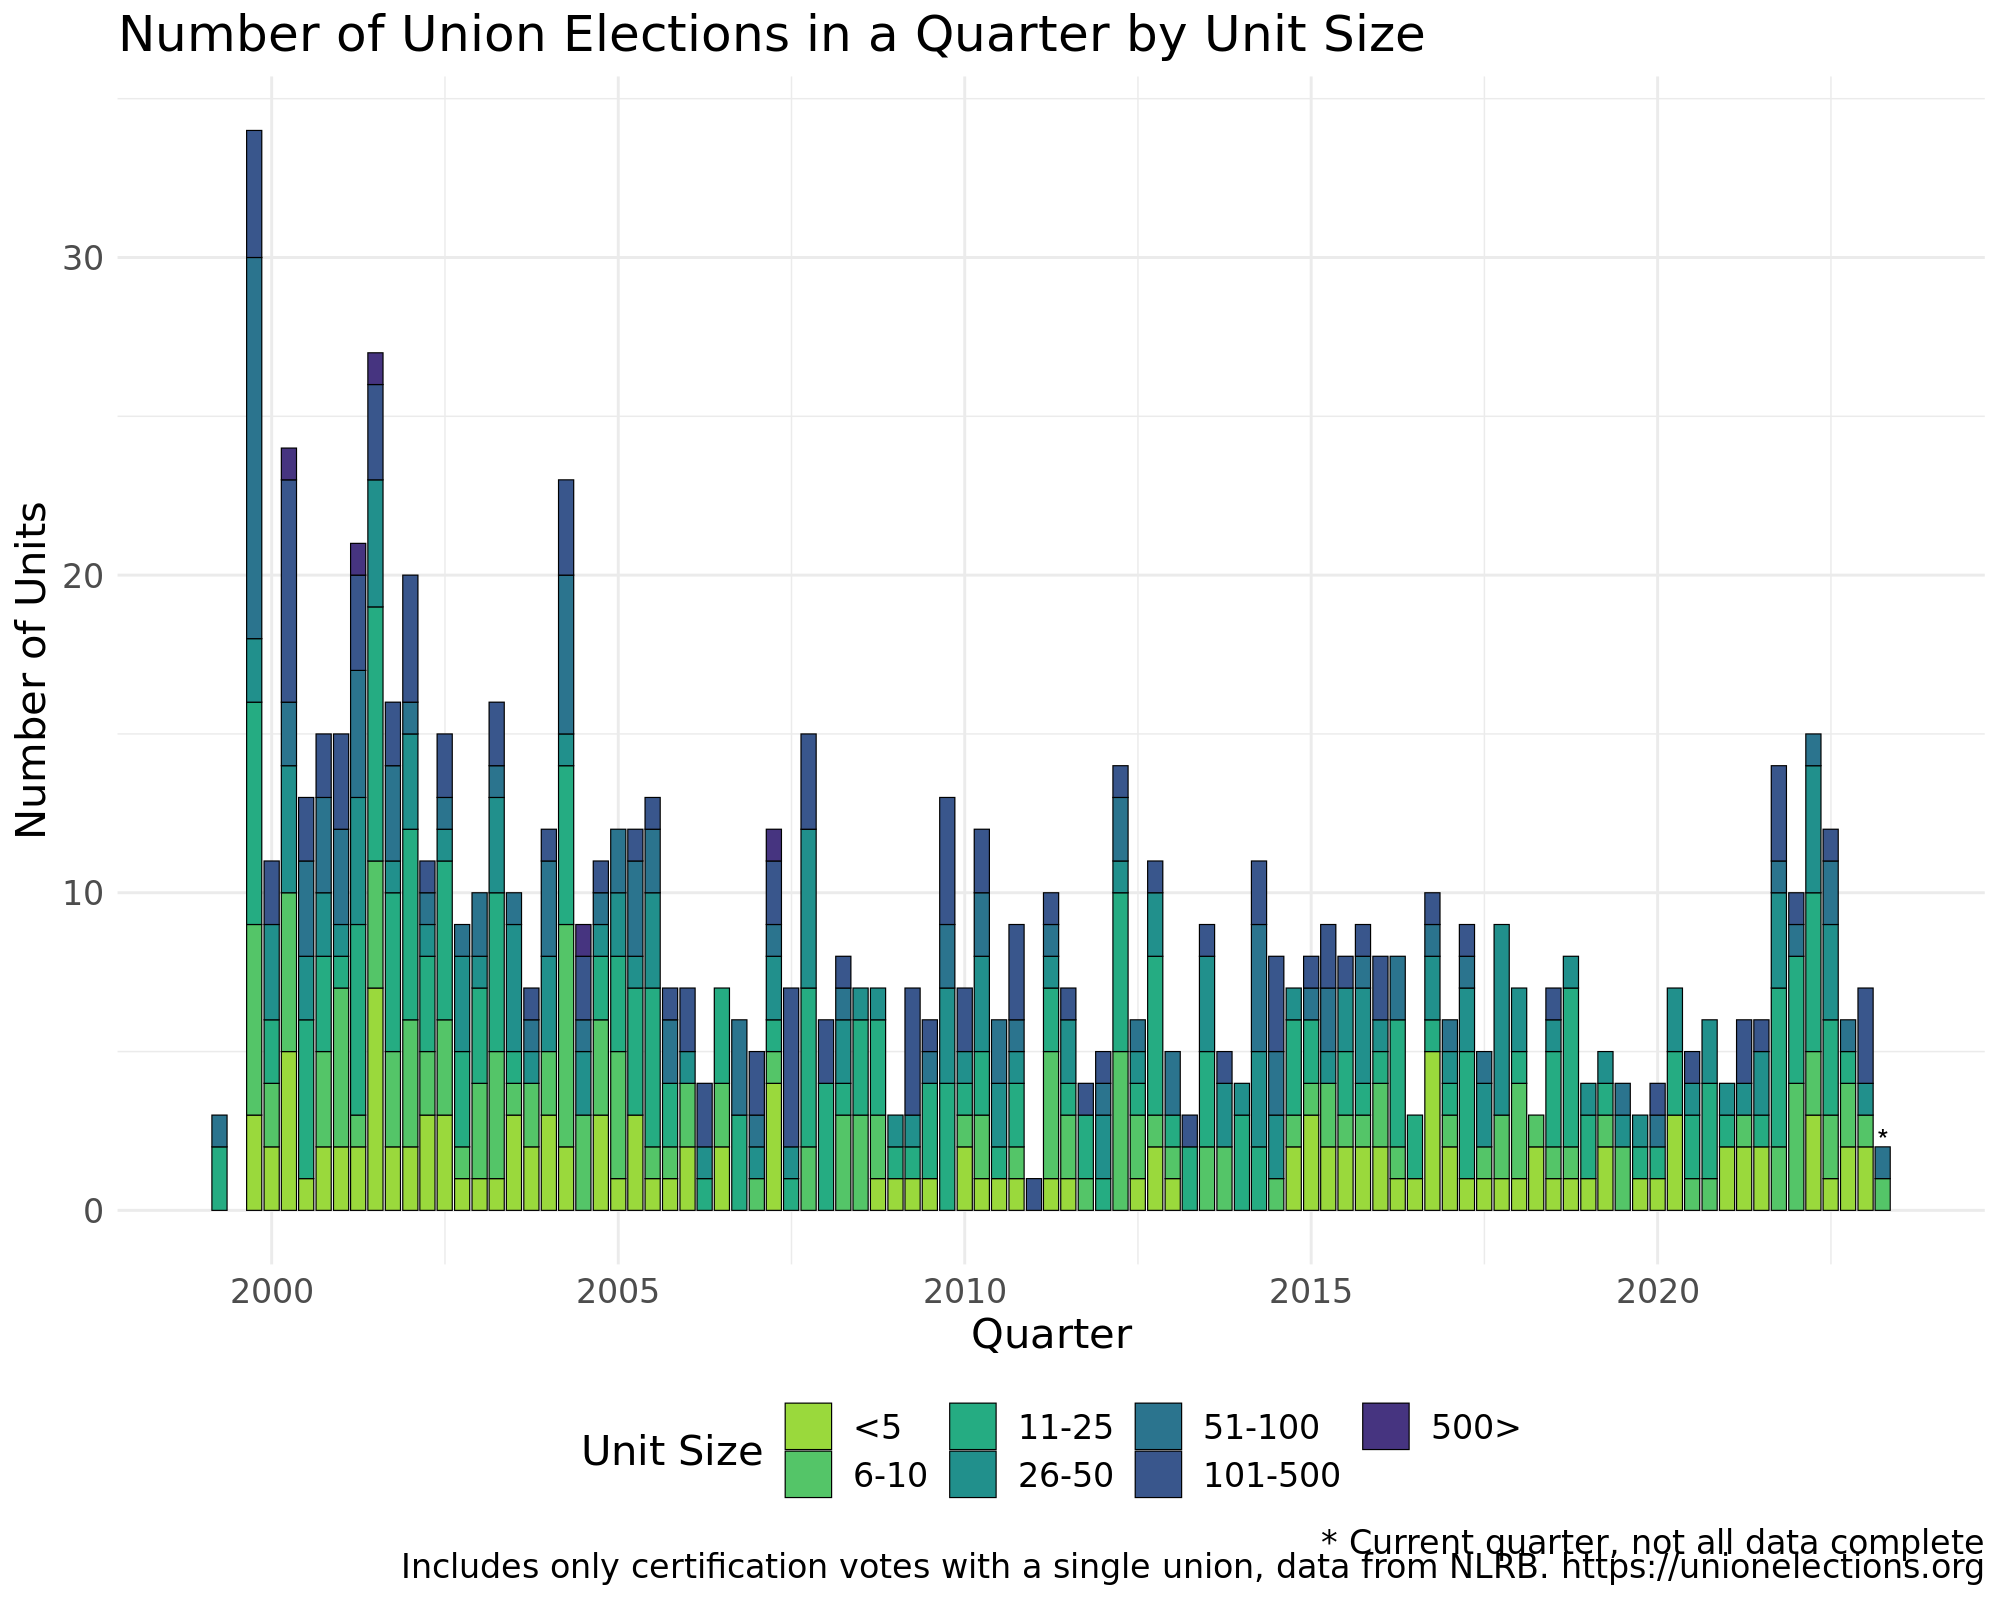 Number of Union Elections in a Quarter by Unit Size
Number of Units
30
20
10
0
*
2000 2005 2010 2015 2020
Quarter
Unit Size
<5 11-25 51-100 500>
6-10 26-50 101-500
* Current quarter, not all data complete
Includes only certification votes with a single union, data from NLRB. https://unionelections.org